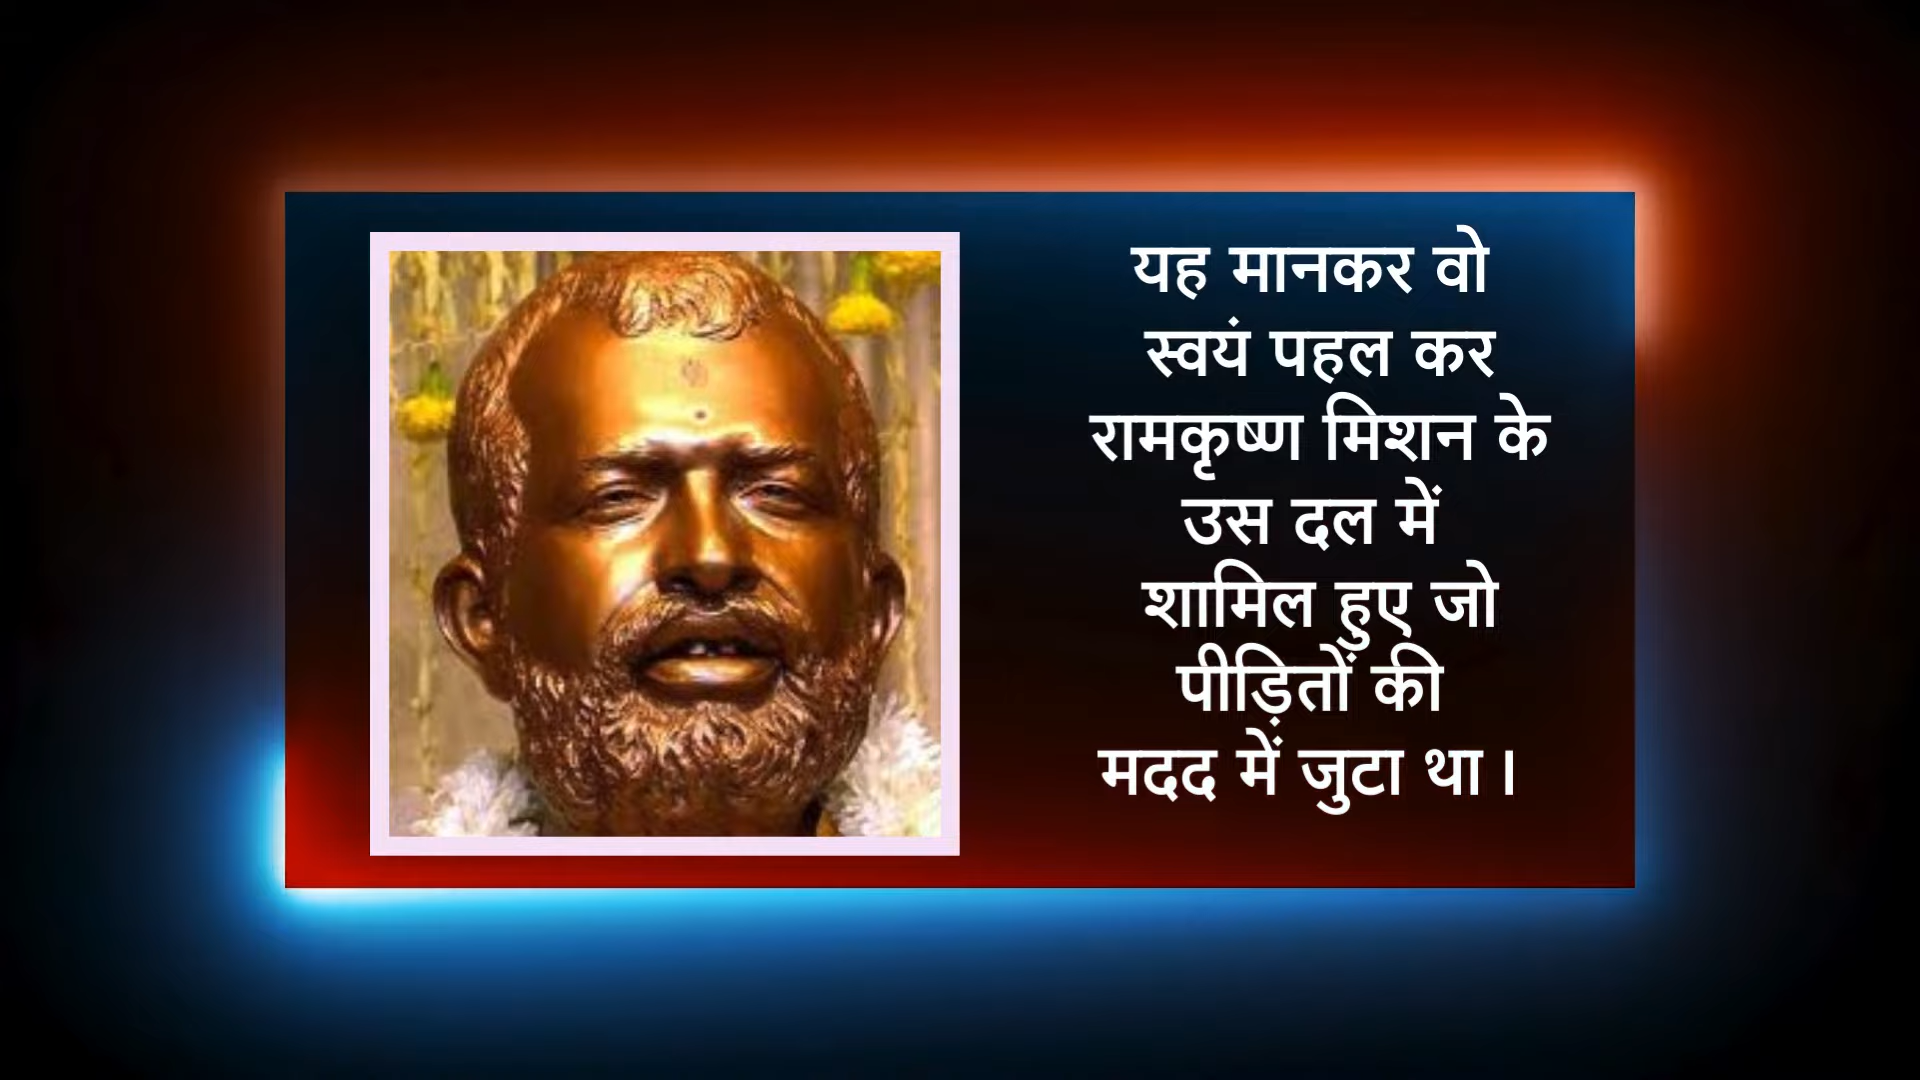 यह मानकर वो
स्वयं पहल कर
रामकृष्ण मिशन के
उस दल में
शामिल हुए जो
पीड़ितों की
मदद में जुटा था।